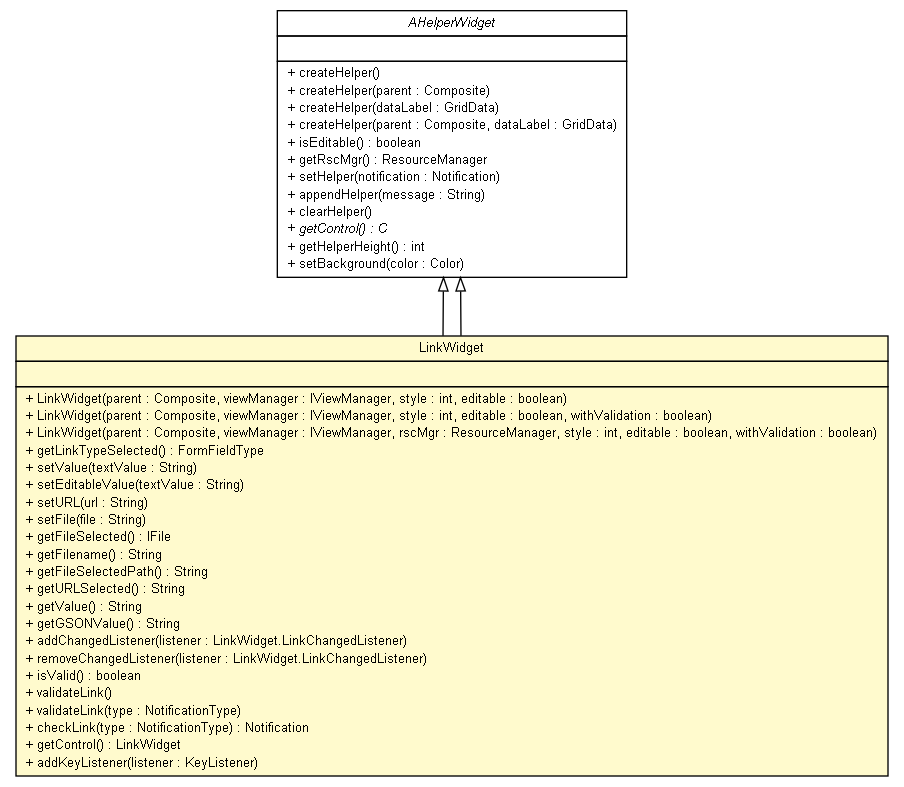 AHelperWidget
+ createHelper()
+ createHelper(parent : Composite)
+ createHelper(dataLabel : GridData)
+ createHelper(parent : Composite, dataLabel : GridData)
+ isEditable() : boolean
+ getRscMgr() : ResourceManager
+ setHelper(notification : Notification)
+ appendHelper(message : String)
+ clearHelper()
+ getControl() : C
+ getHelperHeight() : int
+ setBackground(color : Color)
LinkWidget
+ LinkWidget(parent : Composite, viewManager : IViewManager, style : int, editable : boolean)
+ LinkWidget(parent : Composite, viewManager : IViewManager, style : int, editable : boolean, withValidation : boolean)
+ LinkWidget(parent : Composite, viewManager : IViewManager, rscMgr : ResourceManager, style : int, editable : boolean, withValidation : boolean)
+ getLinkTypeSelected() : FormFieldType
+ setValue(textValue : String)
+ setEditableValue(textValue : String)
+ setURL(url : String)
+ setFile(file : String)
+ getFileSelected() : IFile
+ getFilename() : String
+ getFileSelectedPath() : String
+ getURLSelected() : String
+ getValue() : String
+ getGSONValue() : String
+ addChangedListener(listener : LinkWidget.LinkChangedListener)
+ removeChangedListener(listener : LinkWidget.LinkChangedListener)
+ isValid() : boolean
+ validateLink()
+ validateLink(type : NotificationType)
+ checkLink(type : NotificationType) : Notification
+ getControl() : LinkWidget
+ addKeyListener(listener : KeyListener)